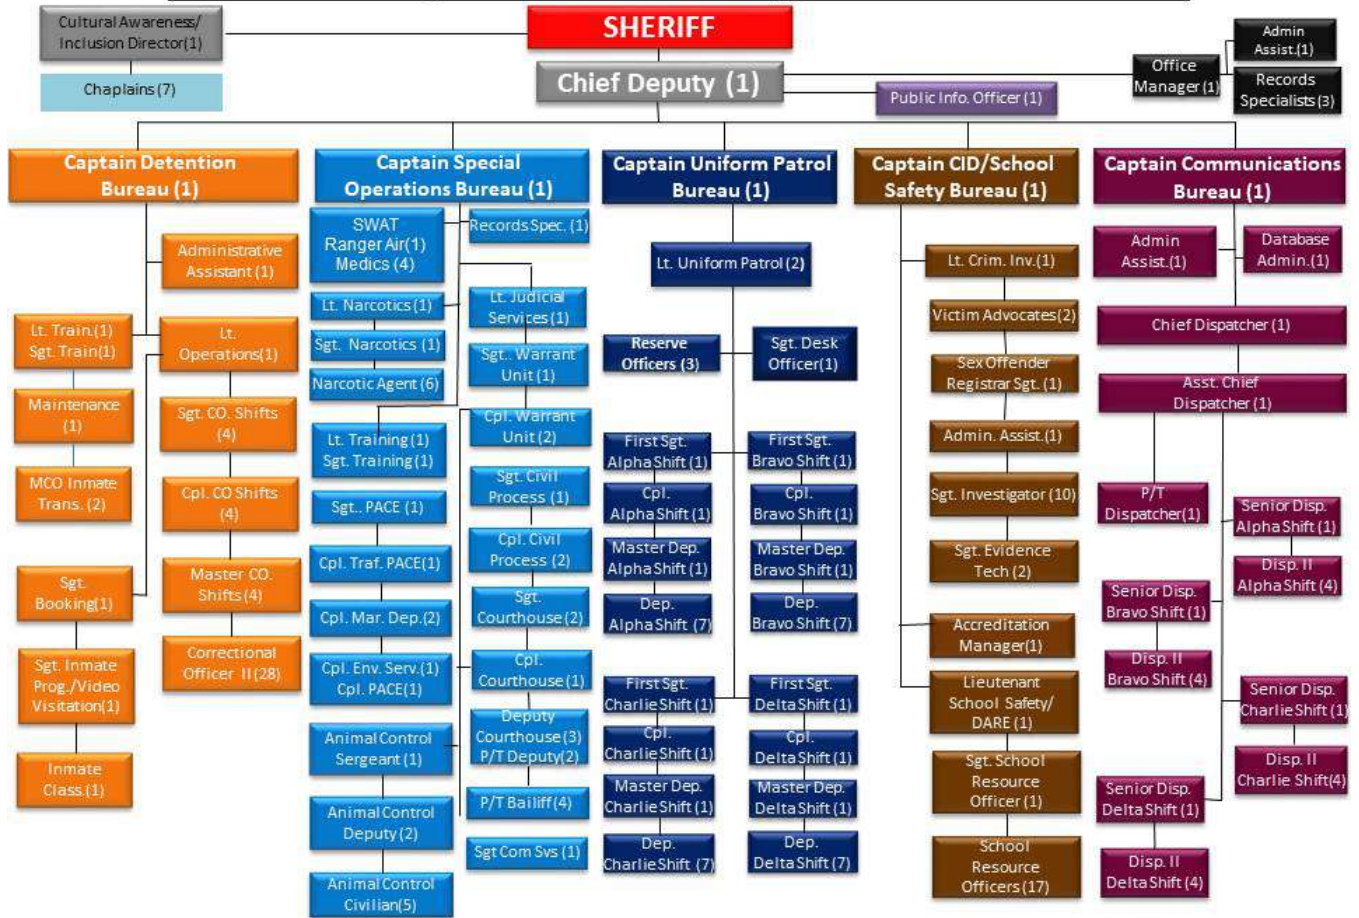 SHERIFF
Cultural Awareness/
Inclusion Director(1)
Chaplains (7)
Chief Deputy (1)
Public Info. Officer (1)
Office
Manager (1)
Admin
Assist.(1)
Records
Specialists (3)
Captain Detention
Bureau (1)
Administrative
Assistant (1)
Lt. Train.(1)
Sgt. Train(1)
Lt.
Operations(1)
Maintenance
(1)
Sgt. CO. Shifts
(4)
MCO Inmate
Trans. (2)
Cpl. CO Shifts
(4)
Sgt.
Booking(1)
Master CO.
Shifts (4)
Sgt. Inmate
Prog./Video
Visitation(1)
Correctional
Officer II (28)
Inmate
Class.(1)
Captain Special
Operations Bureau (1)
SWAT
Ranger Air(1)
Medics (4)
Records Spec. (1)
Lt. Narcotics (1)
Sgt. Narcotics (1)
Narcotic Agent (6)
Lt. Training (1)
Sgt. Training (1)
Sgt.. PACE (1)
Cpl. Traf. PACE(1)
Cpl. Mar. Dep.(2)
Cpl. Env. Serv.(1)
Cpl. PACE(1)
Animal Control
Sergeant (1)
Animal Control
Deputy (2)
Animal Control
Civilian(5)
Lt. Judicial
Services (1)
Sgt.. Warrant
Unit (1)
Cpl. Warrant
Unit (2)
Sgt. Civil
Process (1)
Cpl. Civil
Process (2)
Sgt.
Courthouse (2)
Cpl.
Courthouse (1)
Deputy
Courthouse (3)
P/T Deputy(2)
P/T Bailiff (4)
Sgt Com Svs (1)
Captain Uniform Patrol
Bureau (1)
Lt. Uniform Patrol (2)
Reserve
Officers (3)
Sgt. Desk
Officer(1)
First Sgt.
Alpha Shift (1)
Cpl.
Alpha Shift (1)
Master Dep.
Alpha Shift (1)
Dep.
Alpha Shift (7)
First Sgt.
Bravo Shift (1)
Cpl.
Bravo Shift (1)
Master Dep.
Bravo Shift (1)
Dep.
Bravo Shift (7)
First Sgt.
Charlie Shift (1)
Cpl.
Charlie Shift (1)
Master Dep.
Charlie Shift (1)
Dep.
Charlie Shift (7)
First Sgt.
Delta Shift (1)
Cpl.
Delta Shift (1)
Master Dep.
Delta Shift (1)
Dep.
Delta Shift (7)
Captain CID/School
Safety Bureau (1)
Lt. Crim. Inv.(1)
Victim Advocates(2)
Sex Offender
Registrar Sgt. (1)
Admin. Assist.(1)
Sgt. Investigator (10)
Sgt. Evidence
Tech (2)
Accreditation
Manager(1)
Lieutenant
School Safety/
DARE (1)
Sgt. School
Resource
Officer (1)
School
Resource
Officers (17)
Captain Communications
Bureau (1)
Admin
Assist.(1)
Database
Admin.(1)
Chief Dispatcher (1)
Asst. Chief
Dispatcher (1)
P/T
Dispatcher(1)
Senior Disp.
Alpha Shift (1)
Disp. II
Alpha Shift (4)
Senior Disp.
Bravo Shift (1)
Disp. II
Bravo Shift (4)
Senior Disp.
Charlie Shift (1)
Disp. II
Charlie Shift(4)
Senior Disp.
Delta Shift (1)
Disp. II
Delta Shift (4)